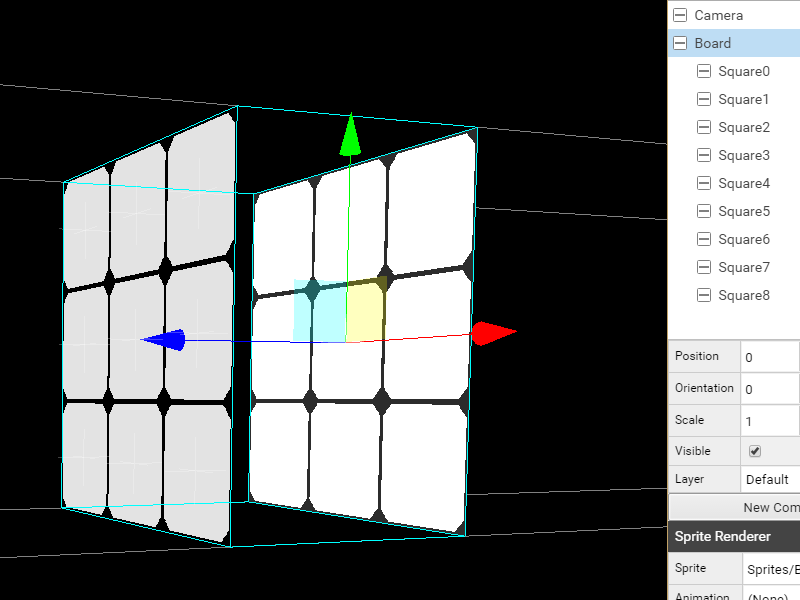 Camera
Board
Square0
Square1
Square2
Square3
Square4
Square5
Square6
Square7
Square8
Position 0
Orientation 0
Scale 1
Visible
Layer Default
New Com
Sprite Renderer
Sprite Sprites/E
Animation (None)